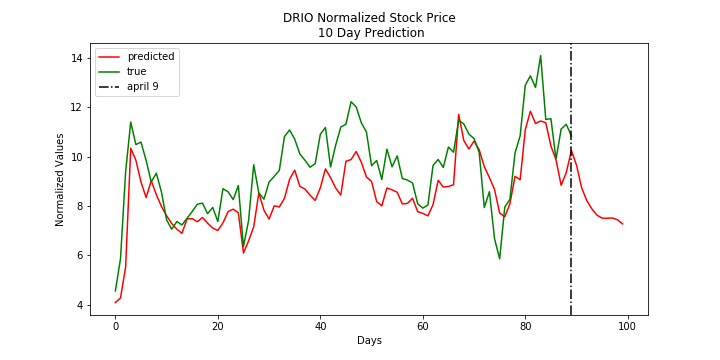 DRIO Normalized Stock Price
10 Day Prediction
predicted
true
april 9
Normalized Values
14
12
10
8
6
4
0 20 40 60 80 100
Days